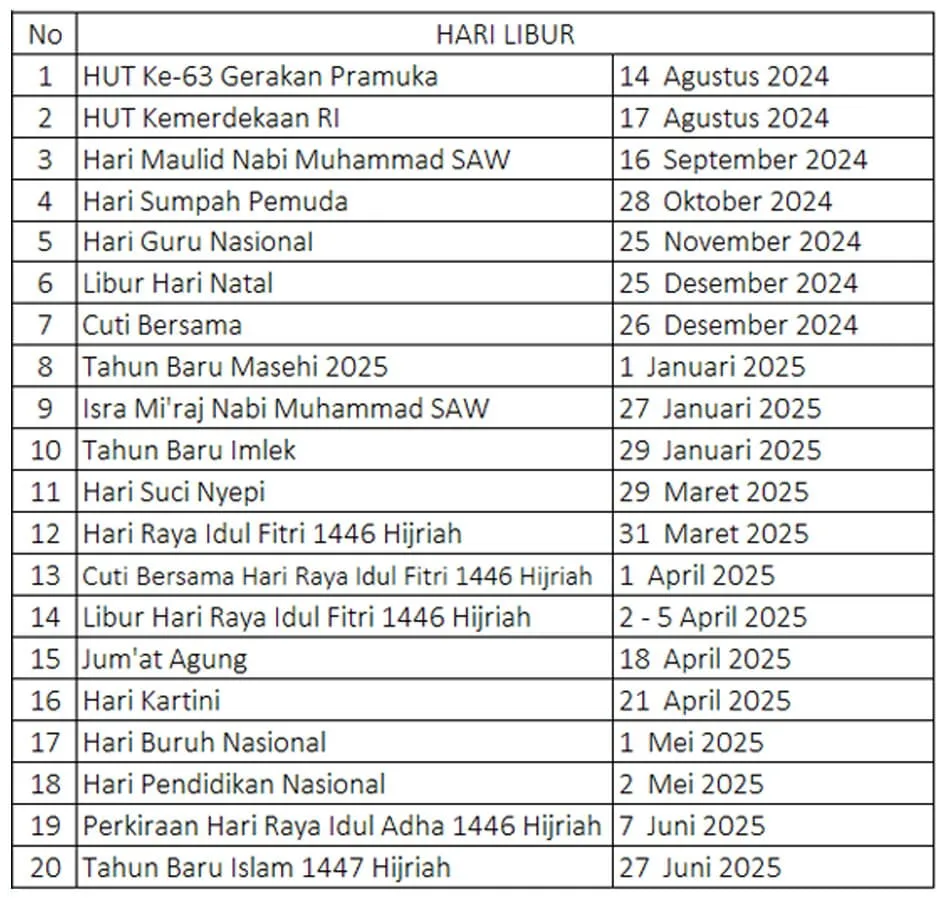 No HARI LIBUR
1 HUT Ke-63 Gerakan Pramuka 14 Agustus 2024
2 HUT Kemerdekaan RI 17 Agustus 2024
3 Hari Maulid Nabi Muhammad SAW 16 September 2024
4 Hari Sumpah Pemuda 28 Oktober 2024
5 Hari Guru Nasional 25 November 2024
6 Libur Hari Natal 25 Desember 2024
7 Cuti Bersama 26 Desember 2024
8 Tahun Baru Masehi 2025 1 Januari 2025
9 Isra Mi'raj Nabi Muhammad SAW 27 Januari 2025
10 Tahun Baru Imlek 29 Januari 2025
11 Hari Suci Nyepi 29 Maret 2025
12 Hari Raya Idul Fitri 1446 Hijriah 31 Maret 2025
13 Cuti Bersama Hari Raya Idul Fitri 1446 Hijriah 1 April 2025
14 Libur Hari Raya Idul Fitri 1446 Hijriah 2 - 5 April 2025
15 Jum'at Agung 18 April 2025
16 Hari Kartini 21 April 2025
17 Hari Buruh Nasional 1 Mei 2025
18 Hari Pendidikan Nasional 2 Mei 2025
19 Perkiraan Hari Raya Idul Adha 1446 Hijriah 7 Juni 2025
20 Tahun Baru Islam 1447 Hijriah 27 Juni 2025